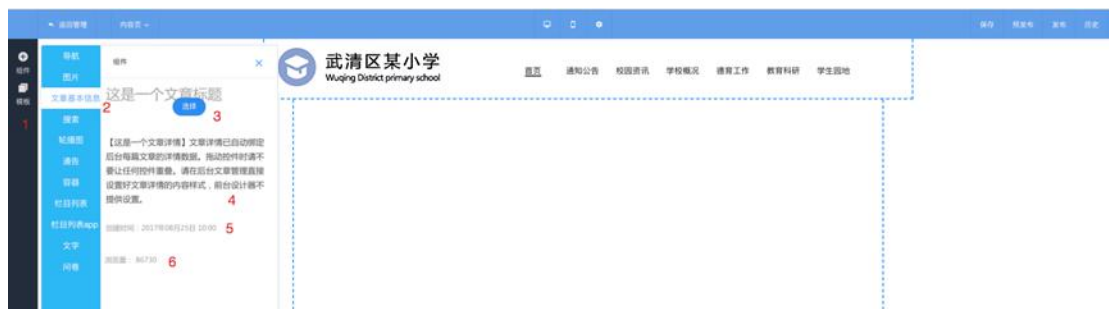 返回管理
内容页
保存
预发布
发布
历史
组件
模板
1
导航
图片
文章基本信息
2
搜索
轮播图
通告
容器
栏目列表
栏目列表app
文字
问卷
组件
×
这是一个文章标题
选择
3
【这是一个文章详情】文章详情已自动绑定
后台每篇文章的详情数据。拖动控件时请不
要让任何控件重叠。请在后台文章管理直接
设置好文章详情的内容样式，前台设计器不
提供设置。
4
创建时间：2017年08月25日 10:00
5
浏览量： 86730
6
武清区某小学
Wuqing District primary school
首页 通知公告 校园资讯 学校概况 德育工作 教育科研 学生园地